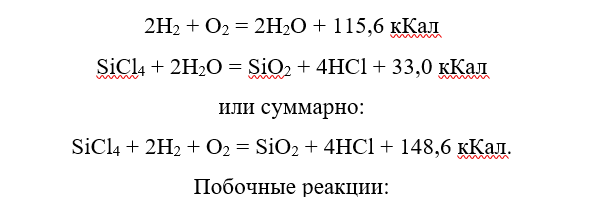 2H₂ + O₂ = 2H₂O + 115,6 кКал
SiCl₄ + 2H₂O = SiO₂ + 4HCl + 33,0 кКал
или суммарно:
SiCl₄ + 2H₂ + O₂ = SiO₂ + 4HCl + 148,6 кКал.
Побочные реакции: